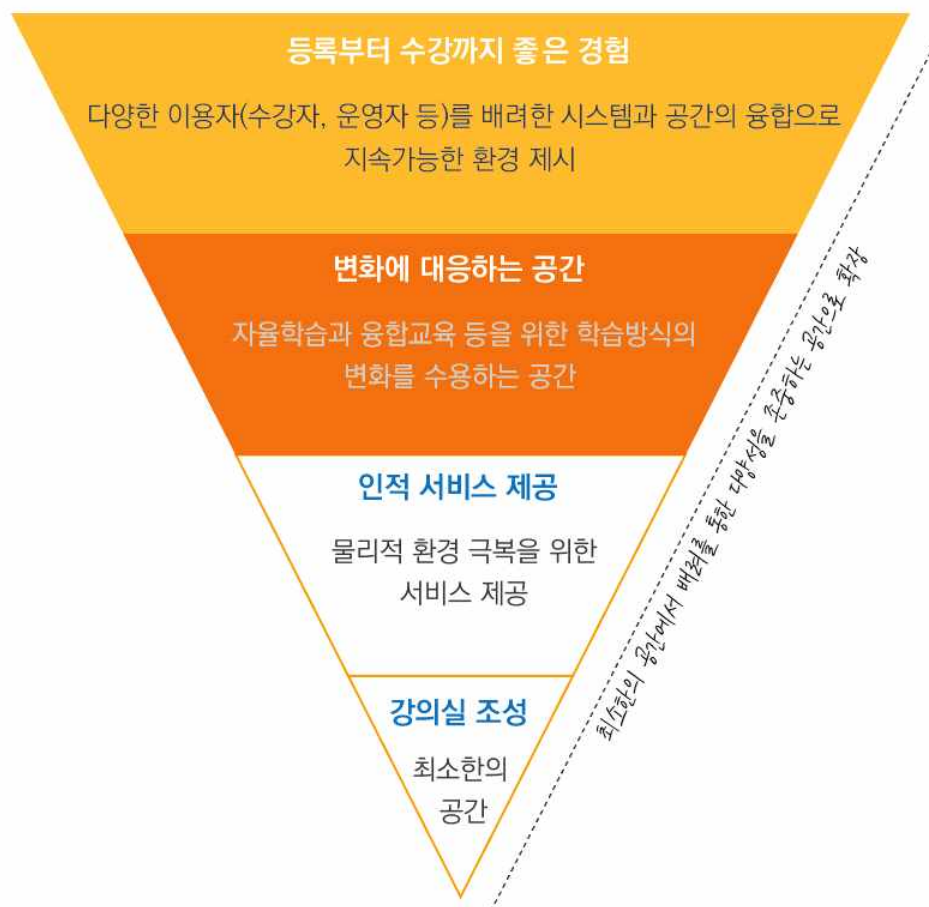 등록부터 수강까지 좋은 경험
다양한 이용자(수강자, 운영자 등)를 배려한 시스템과 공간의 융합으로
지속가능한 환경 제시
변화에 대응하는 공간
자율학습과 융합교육 등을 위한 학습방식의
변화를 수용하는 공간
인적 서비스 제공
물리적 환경 극복을 위한
서비스 제공
강의실 조성
최소한의
공간
최소한의 공간에서 배려를 통한 다양성을 존중하는 공간으로 확장